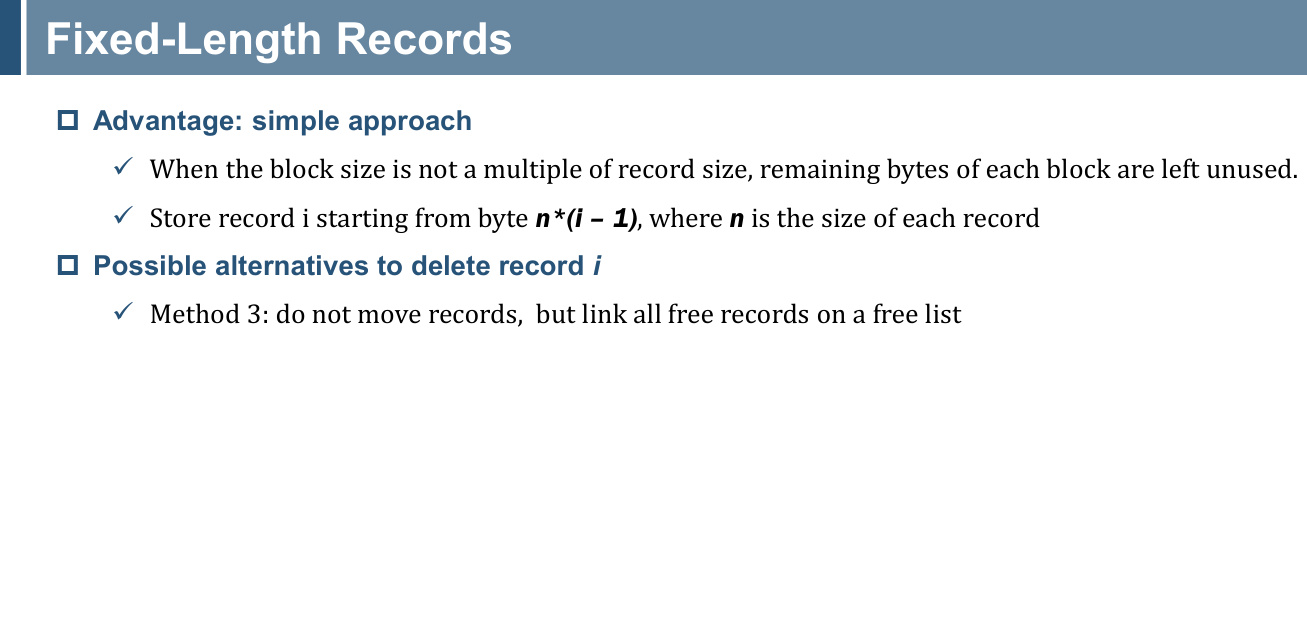 Fixed-Length Records
Advantage: simple approach
When the block size is not a multiple of record size, remaining bytes of each block are left unused.
Store record i starting from byte n*(i – 1), where n is the size of each record
Possible alternatives to delete record i
Method 3: do not move records,  but link all free records on a free list